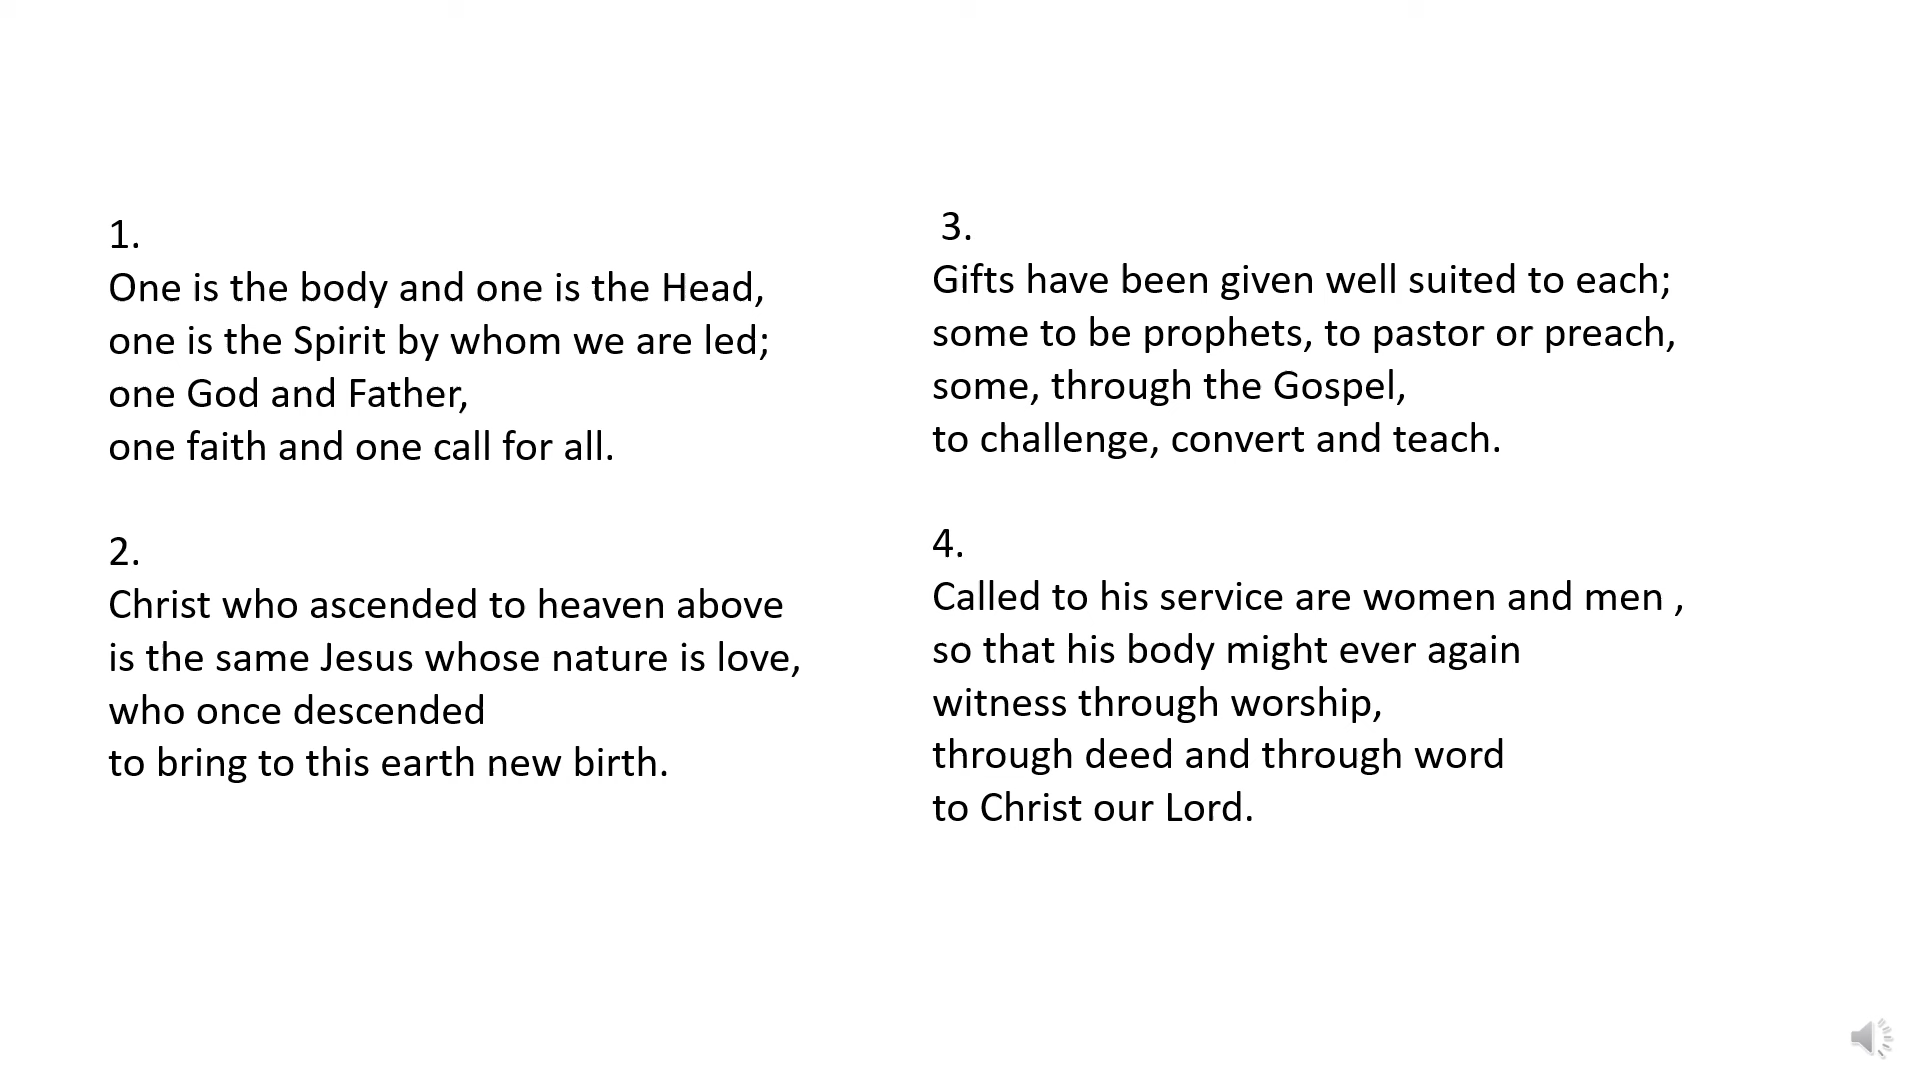 1.
One is the body and one is the Head,
one is the Spirit by whom we are led;
one God and Father,
one faith and one call for all.
2.
Christ who ascended to heaven above
is the same Jesus whose nature is love,
who once descended
to bring to this earth new birth.
3.
Gifts have been given well suited to each;
some to be prophets, to pastor or preach,
some, through the Gospel,
to challenge, convert and teach.
4.
Called to his service are women and men ,
so that his body might ever again
witness through worship,
through deed and through word
to Christ our Lord.